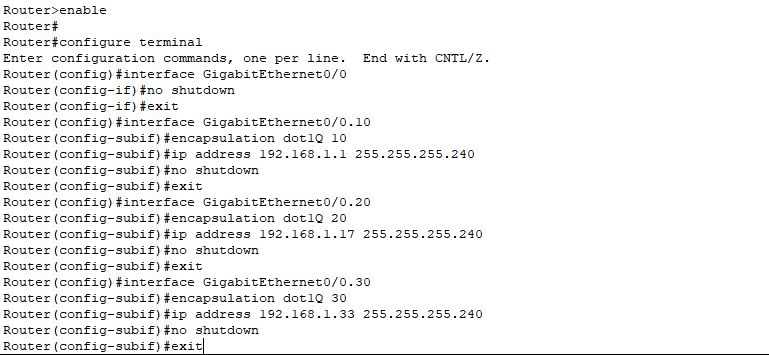 Router>enable
Router#
Router#configure terminal
Enter configuration commands, one per line.  End with CNTL/Z.
Router(config)#interface GigabitEthernet0/0
Router(config-if)#no shutdown
Router(config-if)#exit
Router(config)#interface GigabitEthernet0/0.10
Router(config-subif)#encapsulation dot1Q 10
Router(config-subif)#ip address 192.168.1.1 255.255.255.240
Router(config-subif)#no shutdown
Router(config-subif)#exit
Router(config)#interface GigabitEthernet0/0.20
Router(config-subif)#encapsulation dot1Q 20
Router(config-subif)#ip address 192.168.1.17 255.255.255.240
Router(config-subif)#no shutdown
Router(config-subif)#exit
Router(config)#interface GigabitEthernet0/0.30
Router(config-subif)#encapsulation dot1Q 30
Router(config-subif)#ip address 192.168.1.33 255.255.255.240
Router(config-subif)#no shutdown
Router(config-subif)#exit